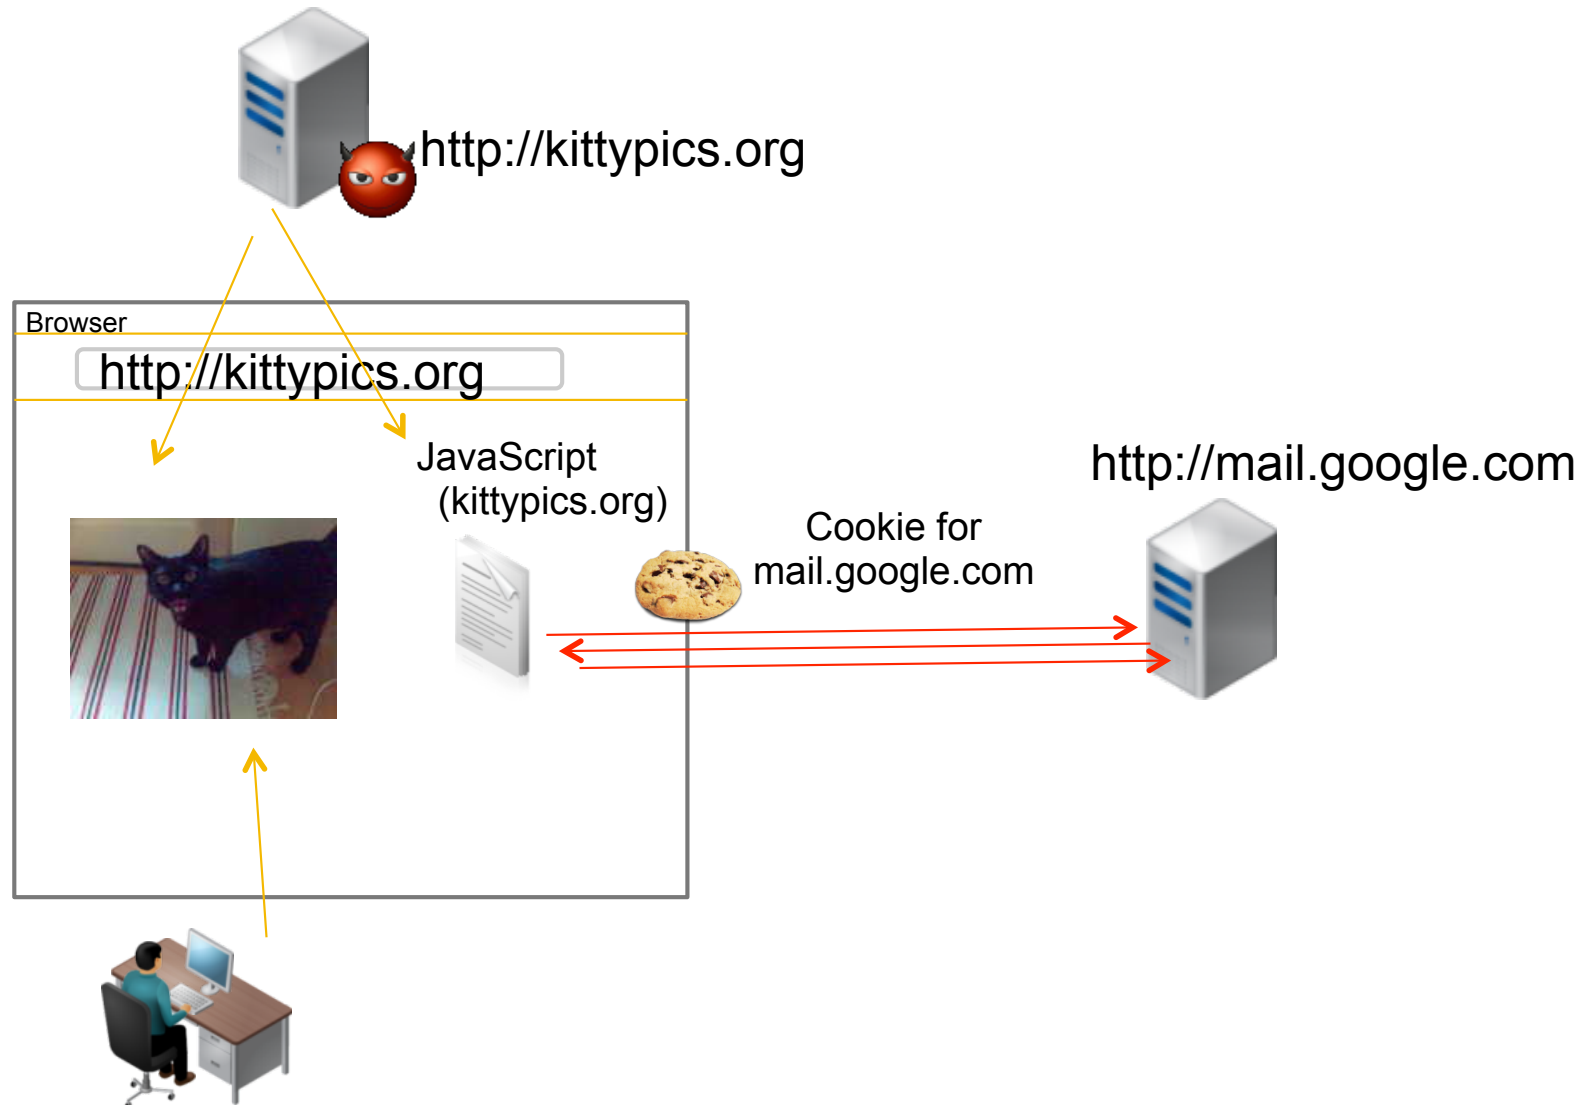 http://kittypics.org
Browser
http://kittypics.org
JavaScript
(kittypics.org)
http://mail.google.com
Cookie for
mail.google.com